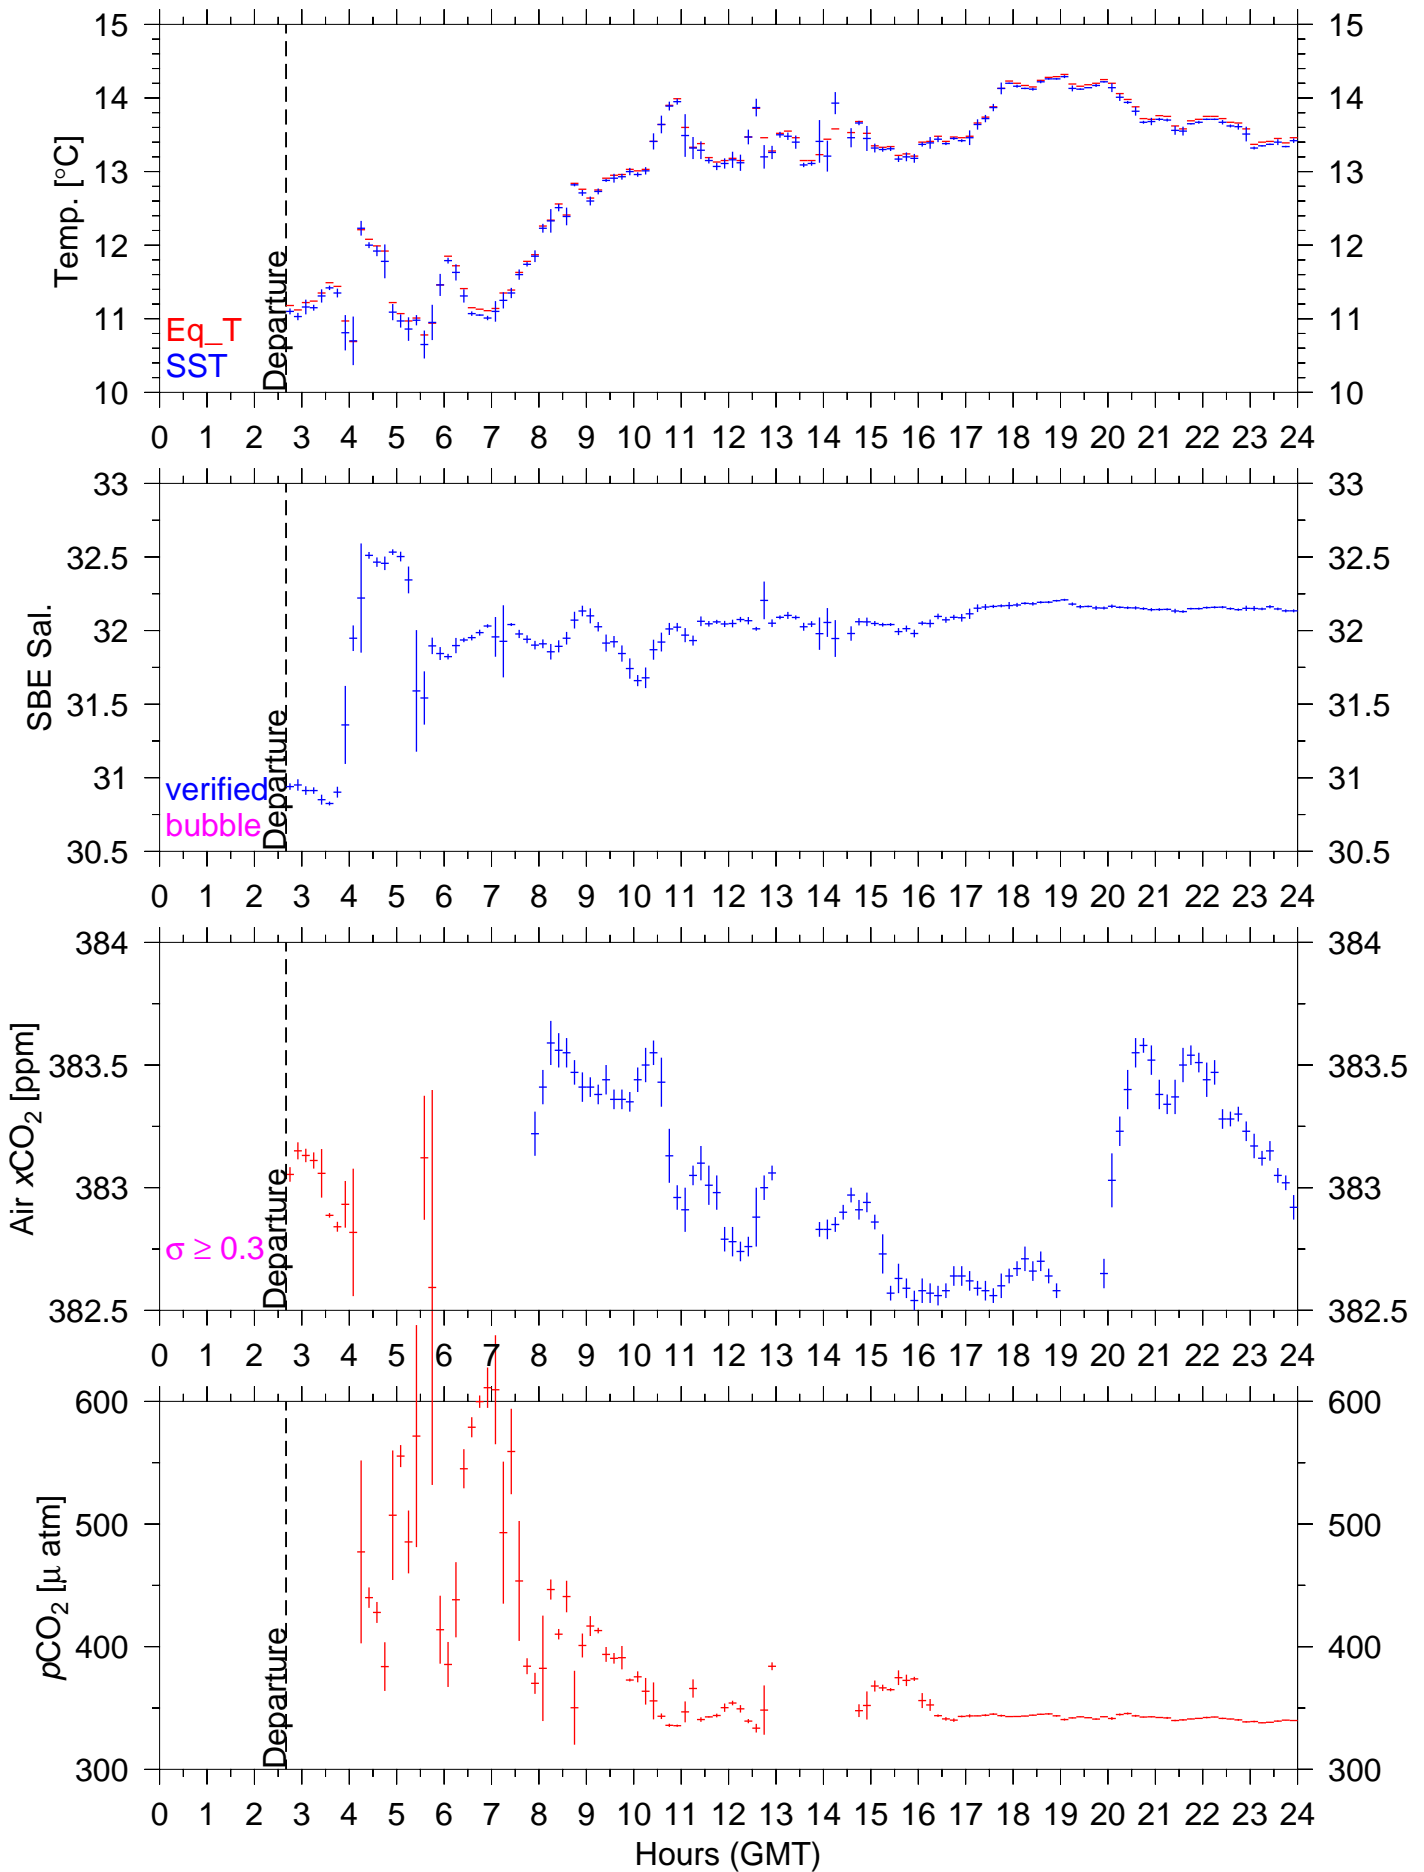 15 15
14 14
13 13
12 12
11 11
10 10
Temp. [°C]
Eq_T
SST
Departure
0 1 2 3 4 5 6 7 8 9 10 11 12 13 14 15 16 17 18 19 20 21 22 23 24
33 33
32.5 32.5
32 32
31.5 31.5
31 31
30.5 30.5
SBE Sal.
verified
bubble
Departure
0 1 2 3 4 5 6 7 8 9 10 11 12 13 14 15 16 17 18 19 20 21 22 23 24
384 384
383.5 383.5
383 383
382.5 382.5
Air xCO₂ [ppm]
σ ≥ 0.3
Departure
0 1 2 3 4 5 6 7 8 9 10 11 12 13 14 15 16 17 18 19 20 21 22 23 24
600 600
500 500
400 400
300 300
pCO₂ [μ atm]
Departure
0 1 2 3 4 5 6 7 8 9 10 11 12 13 14 15 16 17 18 19 20 21 22 23 24
Hours (GMT)